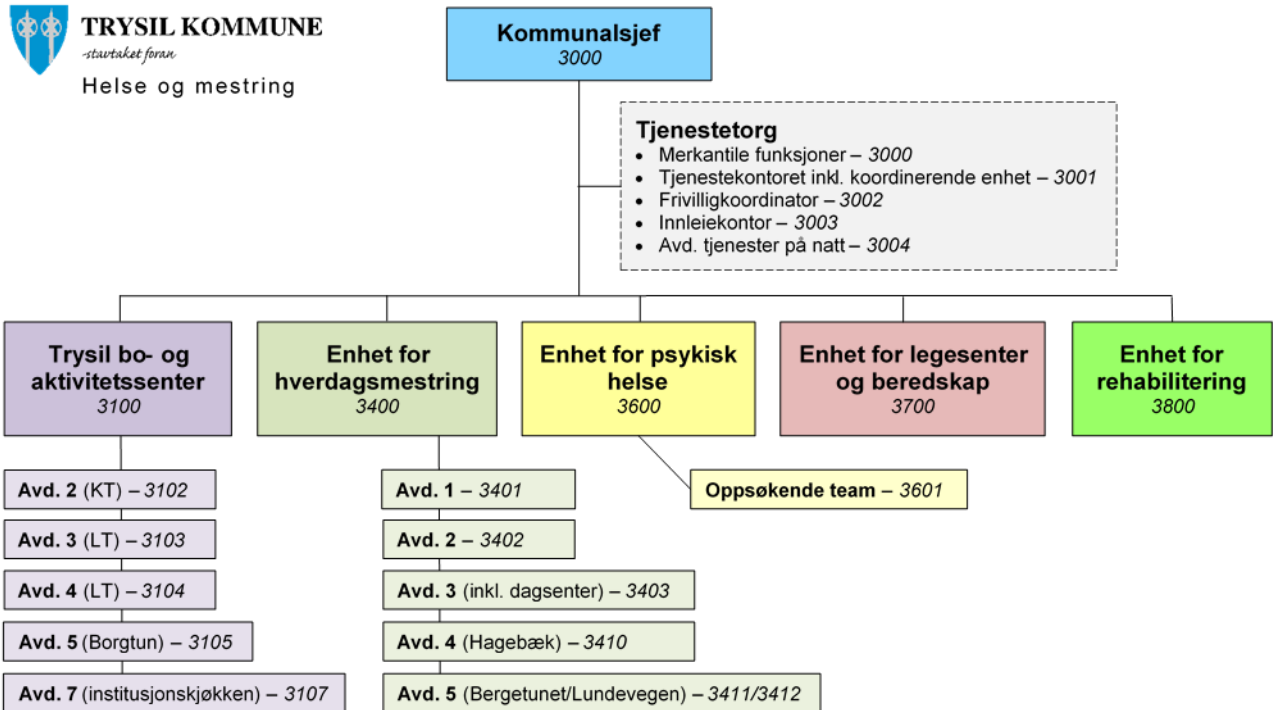 TRYSIL KOMMUNE
-stavtaket foran
Helse og mestring
Kommunalsjef
3000
Tjenestetorg
• Merkantile funksjoner – 3000
• Tjenestekontoret inkl. koordinerende enhet – 3001
• Frivilligkoordinator – 3002
• Innleiekontor – 3003
• Avd. tjenester på natt – 3004
Trysil bo- og
aktivitetssenter
3100
Enhet for
hverdagsmestring
3400
Enhet for psykisk
helse
3600
Enhet for legesenter
og beredskap
3700
Enhet for
rehabilitering
3800
Avd. 2 (KT) – 3102
Avd. 3 (LT) – 3103
Avd. 4 (LT) – 3104
Avd. 5 (Borgtun) – 3105
Avd. 7 (institusjonskjøkken) – 3107
Avd. 1 – 3401
Avd. 2 – 3402
Avd. 3 (inkl. dagsenter) – 3403
Avd. 4 (Hagebæk) – 3410
Avd. 5 (Bergetunet/Lundevegen) – 3411/3412
Oppsøkende team – 3601